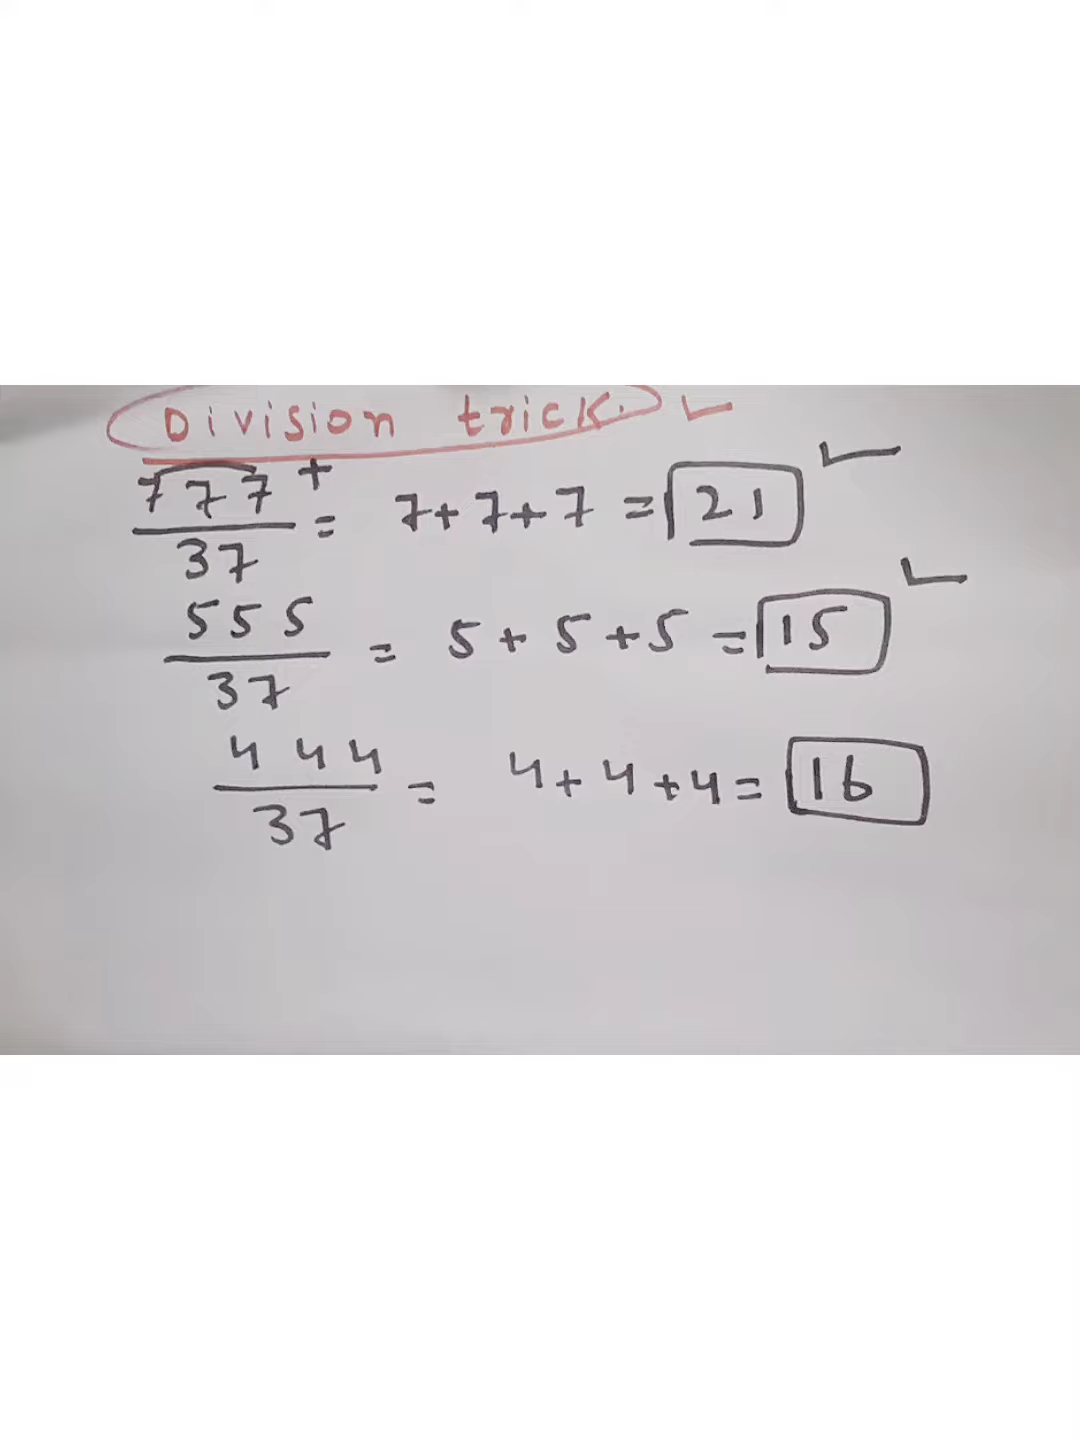 Division trick.
777 + / 37 = 7+7+7 = 21
555 / 37 = 5+5+5 = 15
444 / 37 = 4+4+4 = 16